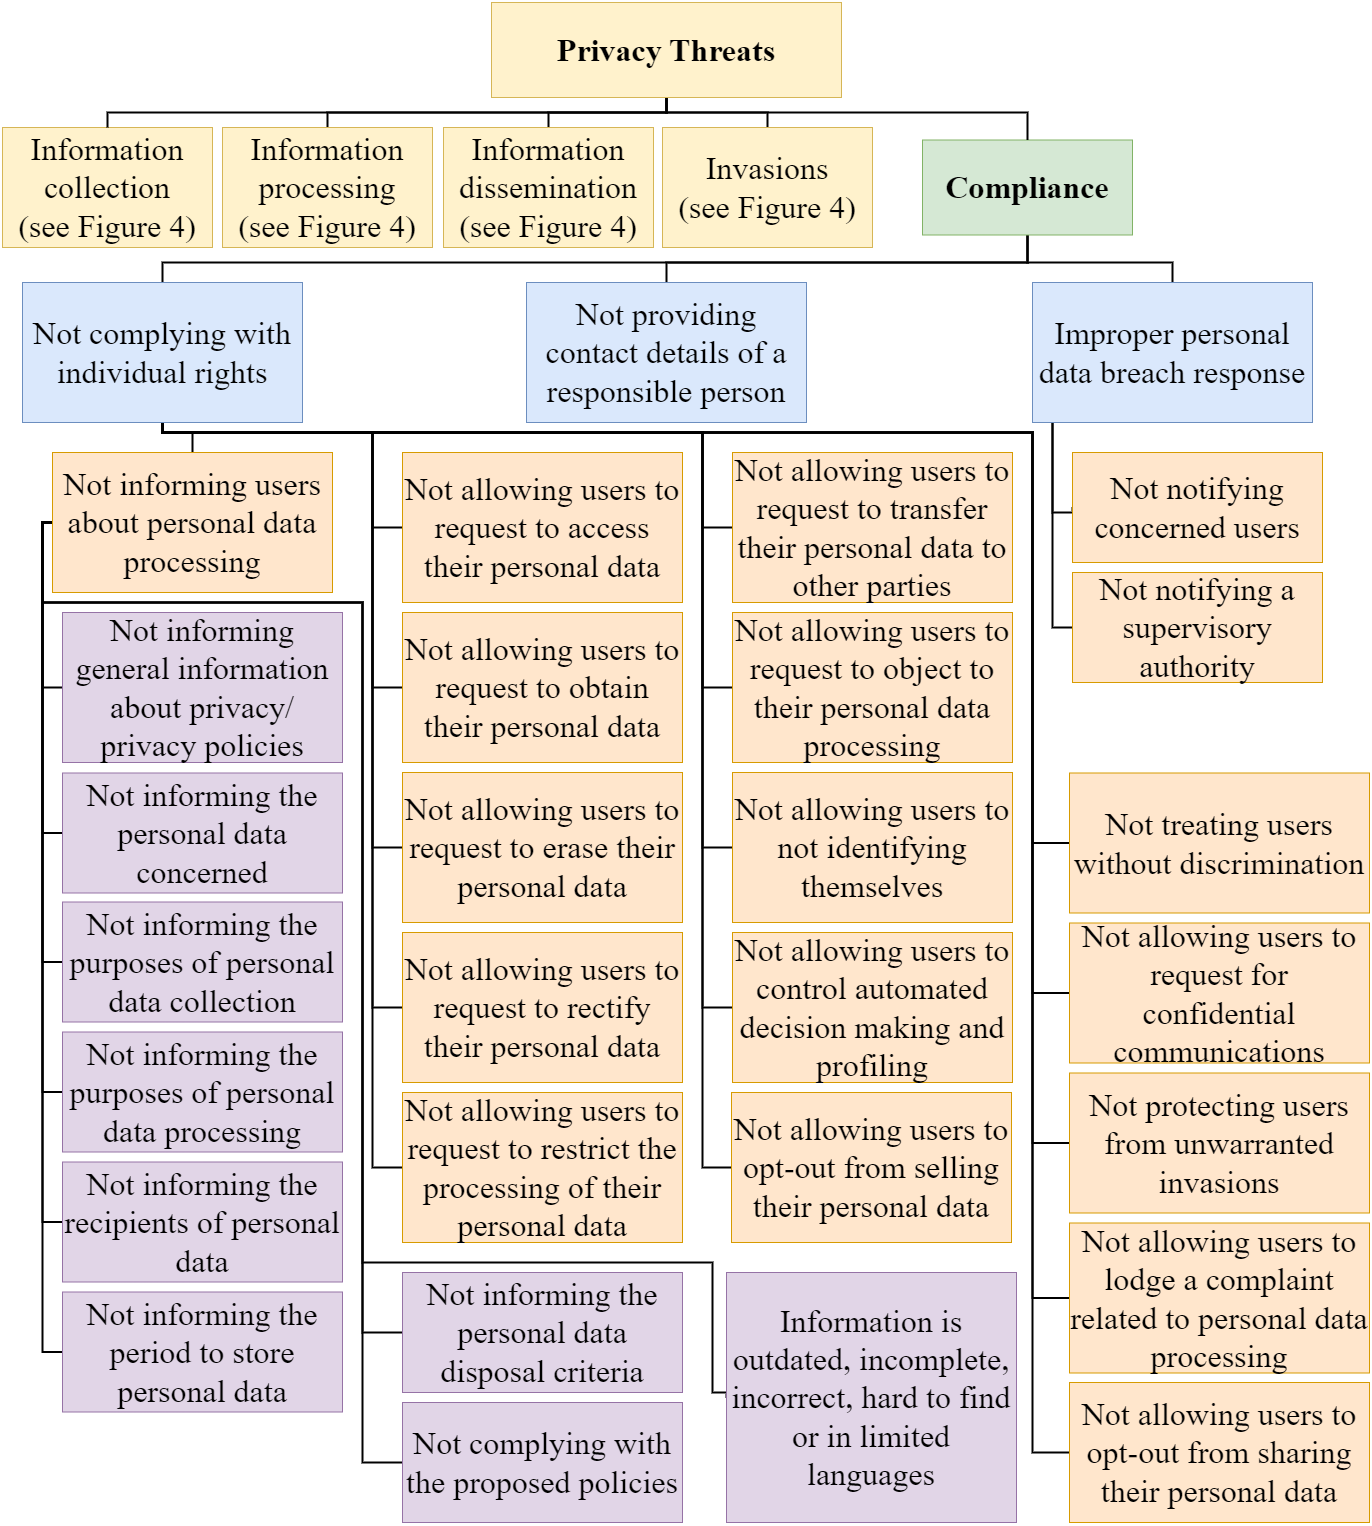 Privacy Threats
Information
collection
(see Figure 4)
Information
processing
(see Figure 4)
Information
dissemination
(see Figure 4)
Invasions
(see Figure 4)
Compliance
Not complying with
individual rights
Not providing
contact details of a
responsible person
Improper personal
data breach response
Not informing users
about personal data
processing
Not informing
general information
about privacy/
privacy policies
Not informing the
personal data
concerned
Not informing the
purposes of personal
data collection
Not informing the
purposes of personal
data processing
Not informing the
recipients of personal
data
Not informing the
period to store
personal data
Not allowing users to
request to access
their personal data
Not allowing users to
request to obtain
their personal data
Not allowing users to
request to erase their
personal data
Not allowing users to
request to rectify
their personal data
Not allowing users to
request to restrict the
processing of their
personal data
Not informing the
personal data
disposal criteria
Not complying with
the proposed policies
Not allowing users to
request to transfer
their personal data to
other parties
Not allowing users to
request to object to
their personal data
processing
Not allowing users to
not identifying
themselves
Not allowing users to
control automated
decision making and
profiling
Not allowing users to
opt-out from selling
their personal data
Information is
outdated, incomplete,
incorrect, hard to find
or in limited
languages
Not notifying
concerned users
Not notifying a
supervisory
authority
Not treating users
without discrimination
Not allowing users to
request for
confidential
communications
Not protecting users
from unwarranted
invasions
Not allowing users to
lodge a complaint
related to personal data
processing
Not allowing users to
opt-out from sharing
their personal data